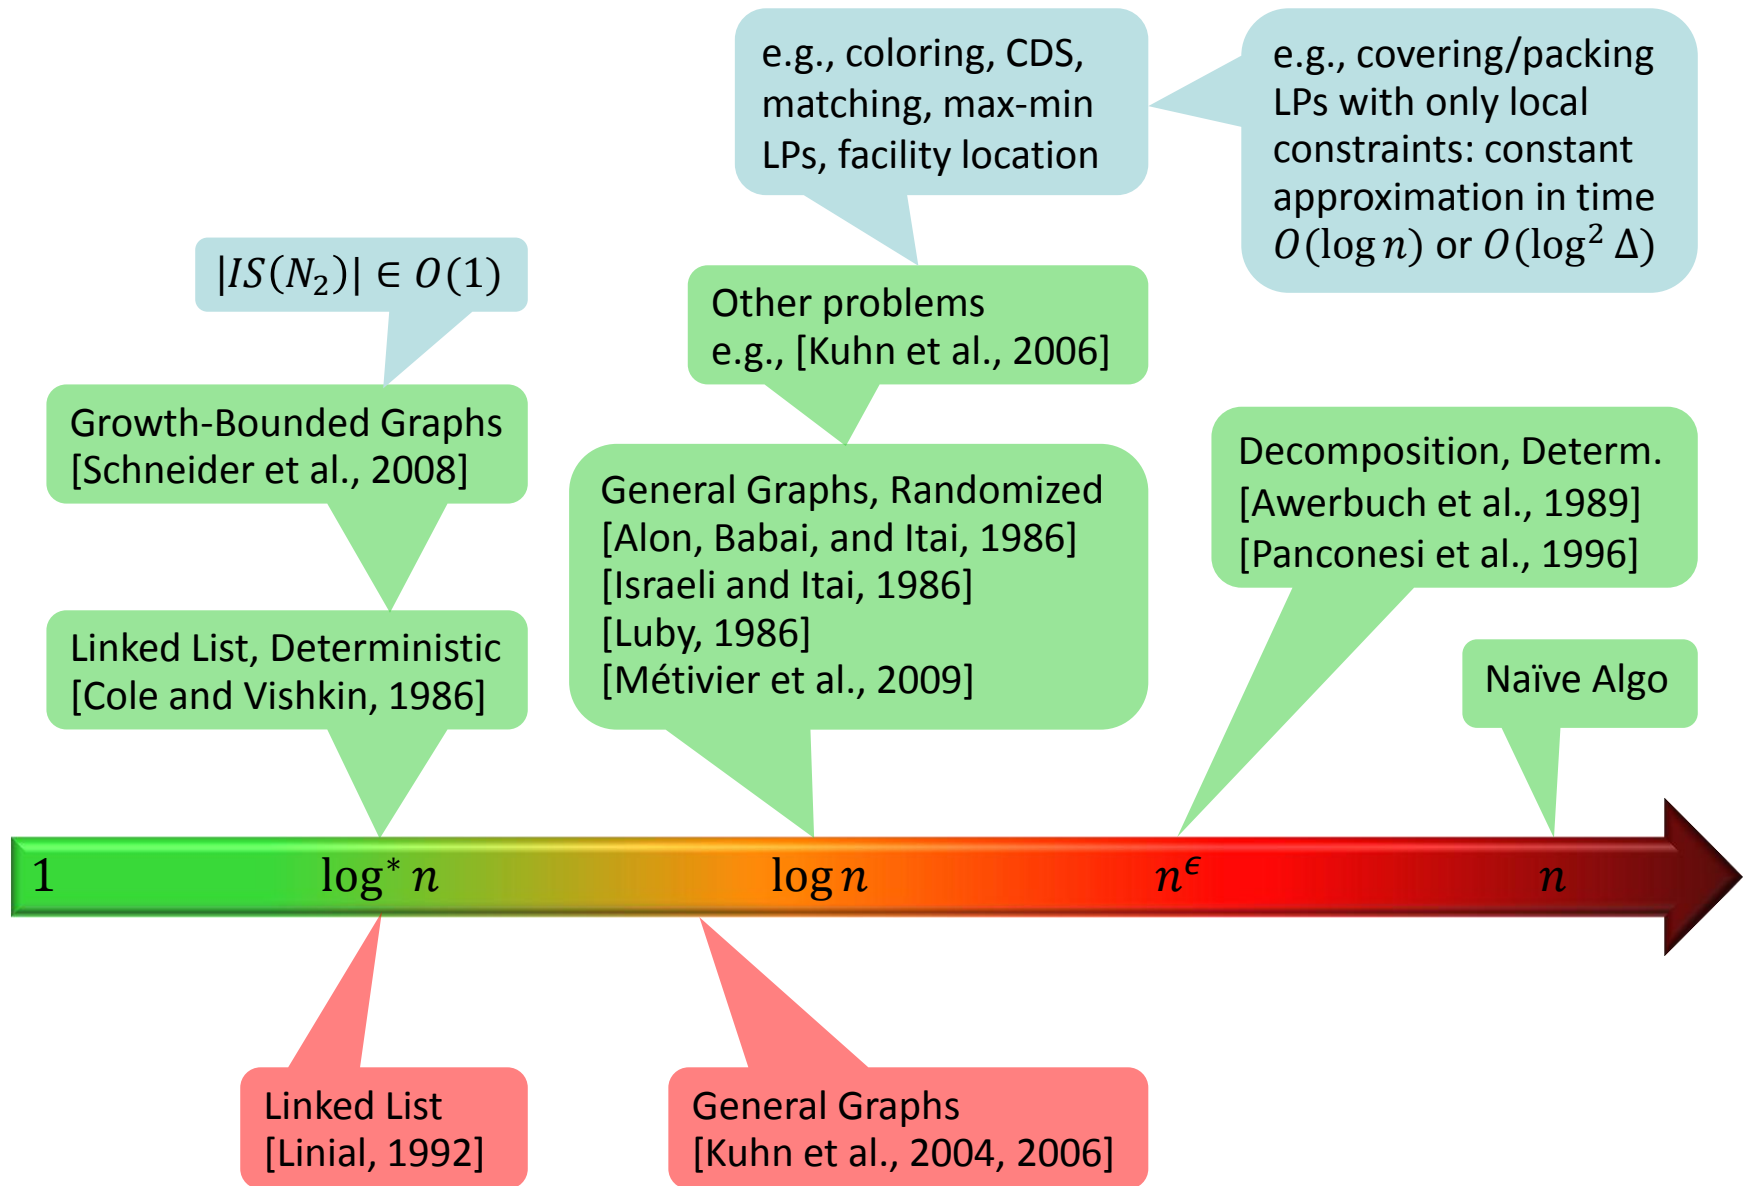 e.g., coloring, CDS,
matching, max-min
LPs, facility location
e.g., covering/packing
LPs with only local
constraints: constant
approximation in time
O(log n) or O(log² Δ)
|IS(N₂)| ∈ O(1)
Other problems
e.g., [Kuhn et al., 2006]
Growth-Bounded Graphs
[Schneider et al., 2008]
General Graphs, Randomized
[Alon, Babai, and Itai, 1986]
[Israeli and Itai, 1986]
[Luby, 1986]
[Métivier et al., 2009]
Decomposition, Determ.
[Awerbuch et al., 1989]
[Panconesi et al., 1996]
Linked List, Deterministic
[Cole and Vishkin, 1986]
Naïve Algo
1 log* n log n n^ϵ n
Linked List
[Linial, 1992]
General Graphs
[Kuhn et al., 2004, 2006]